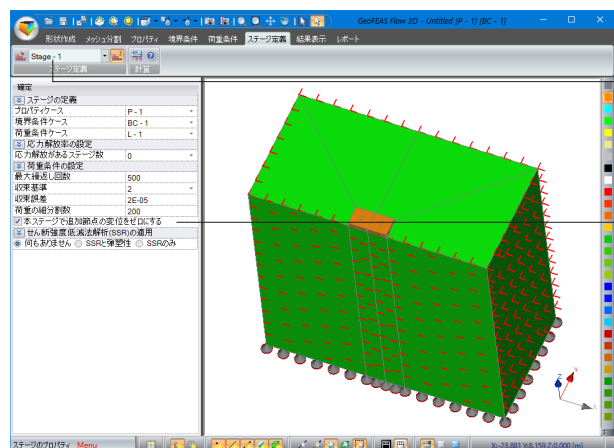 GeoFEAS Flow 3D - Untitled [P - 1] [BC - 1]
形状作成 メッシュ分割 プロパティ 境界条件 荷重条件 ステージ定義 結果表示 レポート
Stage - 1
ステージ定義 計算
確定
ステージの定義
プロパティケース P - 1
境界条件ケース BC - 1
荷重条件ケース L - 1
応力解放率の設定
応力解放があるステージ数 0
荷重条件の設定
最大繰返し回数 500
収束基準 2
収束誤差 2E-05
荷重の細分割数 200
本ステージで追加節点の変位をゼロにする
せん断強度低減法解析(SSR)の適用
何もありません SSRと弾塑性 SSRのみ
Z Y X
ステージのプロパティ Menu X:-23.881 Y:8.159 Z:0.000 [m]